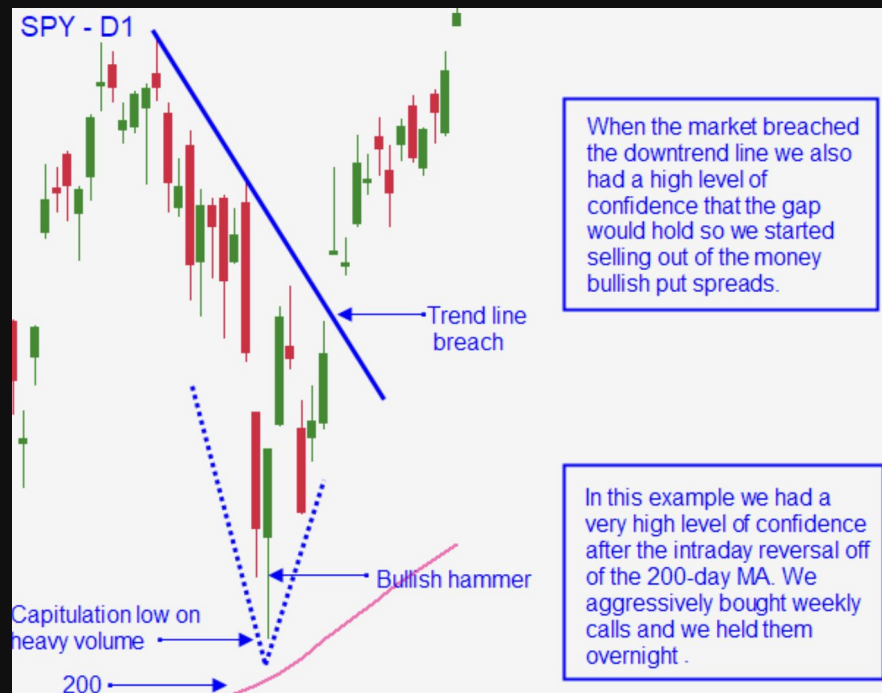 SPY - D1
When the market breached
the downtrend line we also
had a high level of
confidence that the gap
would hold so we started
selling out of the money
bullish put spreads.
Trend line
breach
In this example we had a
very high level of confidence
after the intraday reversal off
of the 200-day MA. We
aggressively bought weekly
calls and we held them
overnight .
Bullish hammer
Capitulation low on
heavy volume
200